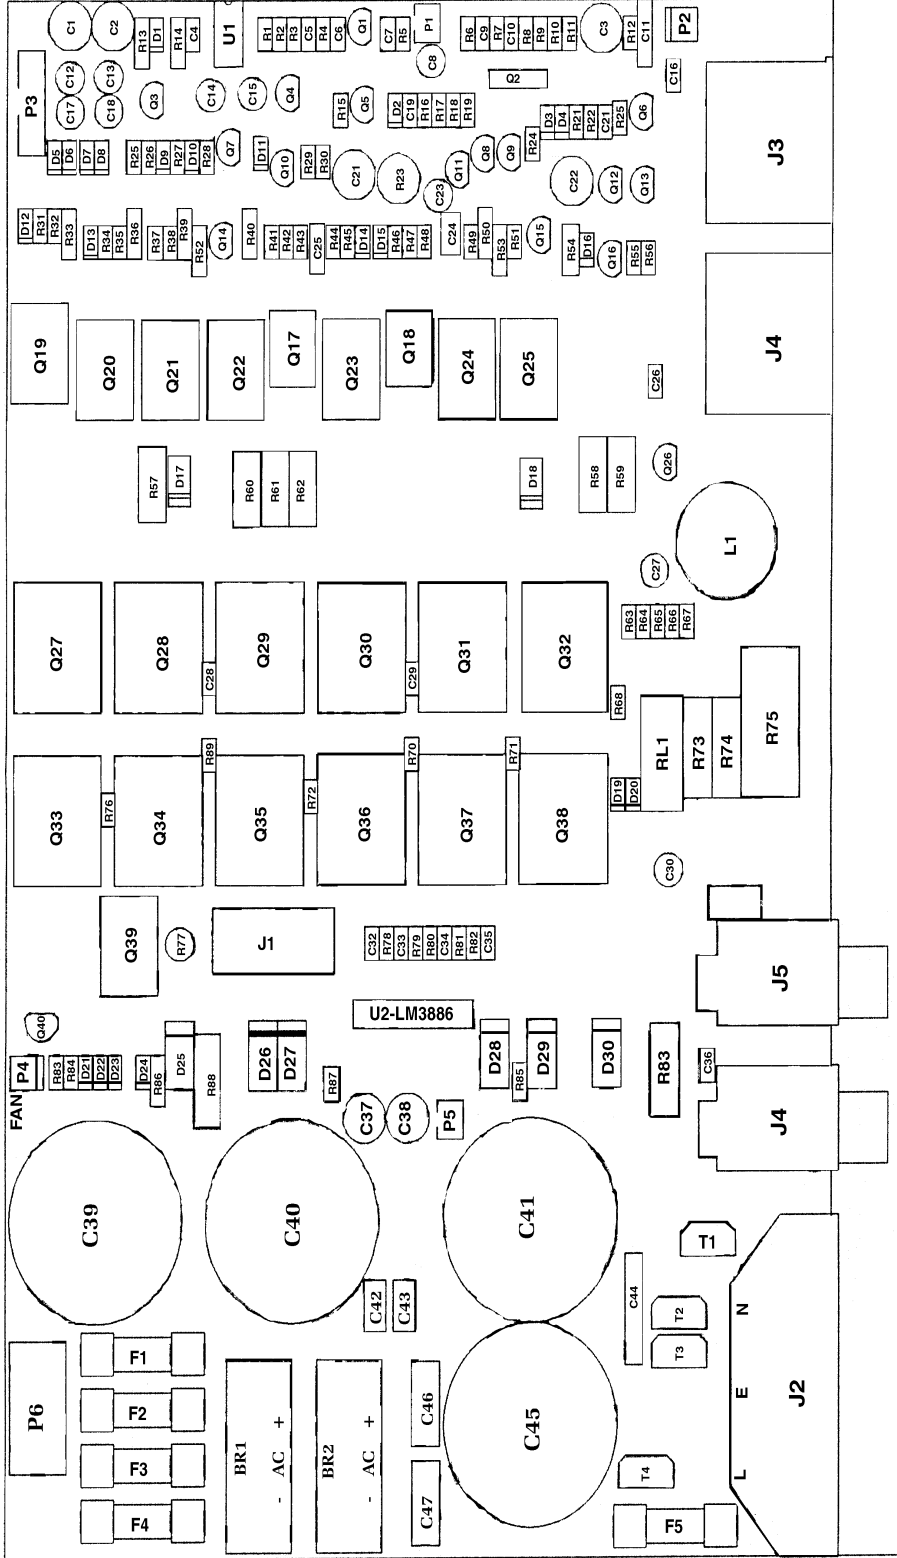 C1
C2
R13
D1
R14
C4
U1
R1
R2
R3
C5
R4
C6
Q1
C7
R5
P1
C8
R6
C9
R7
C10
R8
R9
R10
R11
C3
R12
C11
P2
P3
C12
C13
C17
C18
Q3
C14
C15
Q4
R15
Q5
D2
C19
R16
R17
R18
R19
Q2
D3
D4
R21
R22
C21
R25
Q6
C16
J3
D5
D6
D7
D8
R25
R26
D9
R27
D10
R28
Q7
D11
Q10
R29
R30
C21
R23
C23
Q11
Q8
Q9
R24
C22
Q12
Q13
D12
R31
R32
R33
D13
R34
R35
R36
R37
R38
R39
R52
Q14
R40
R41
R42
R43
C25
R44
R45
D14
D15
R46
R47
R48
C24
R49
R50
R53
R51
Q15
R54
D16
Q16
R55
R56
J4
Q19
Q20
Q21
Q22
Q17
Q23
Q18
Q24
Q25
C26
R57
D17
R60
R61
R62
D18
R58
R59
Q26
L1
C27
R63
R64
R65
R66
R67
Q27
Q28
C28
Q29
Q30
C29
Q31
Q32
R68
RL1
R73
R74
R75
Q33
R76
Q34
R89
Q35
R72
Q36
R70
Q37
R71
Q38
D19
D20
C30
Q39
R77
J1
C32
R78
C33
R79
R80
C34
R81
R82
C35
J5
Q40
U2-LM3886
P4
FAN
R83
R84
D21
D22
D23
D24
R86
D25
R88
D26
D27
R87
C37
C38
P5
D28
R85
D29
D30
R83
C36
J4
C39
C40
C41
T1
C42
C43
C44
T2
T3
N
E
L
J2
P6
F1
F2
F3
F4
BR1
- AC +
BR2
- AC +
C46
C47
C45
T4
F5